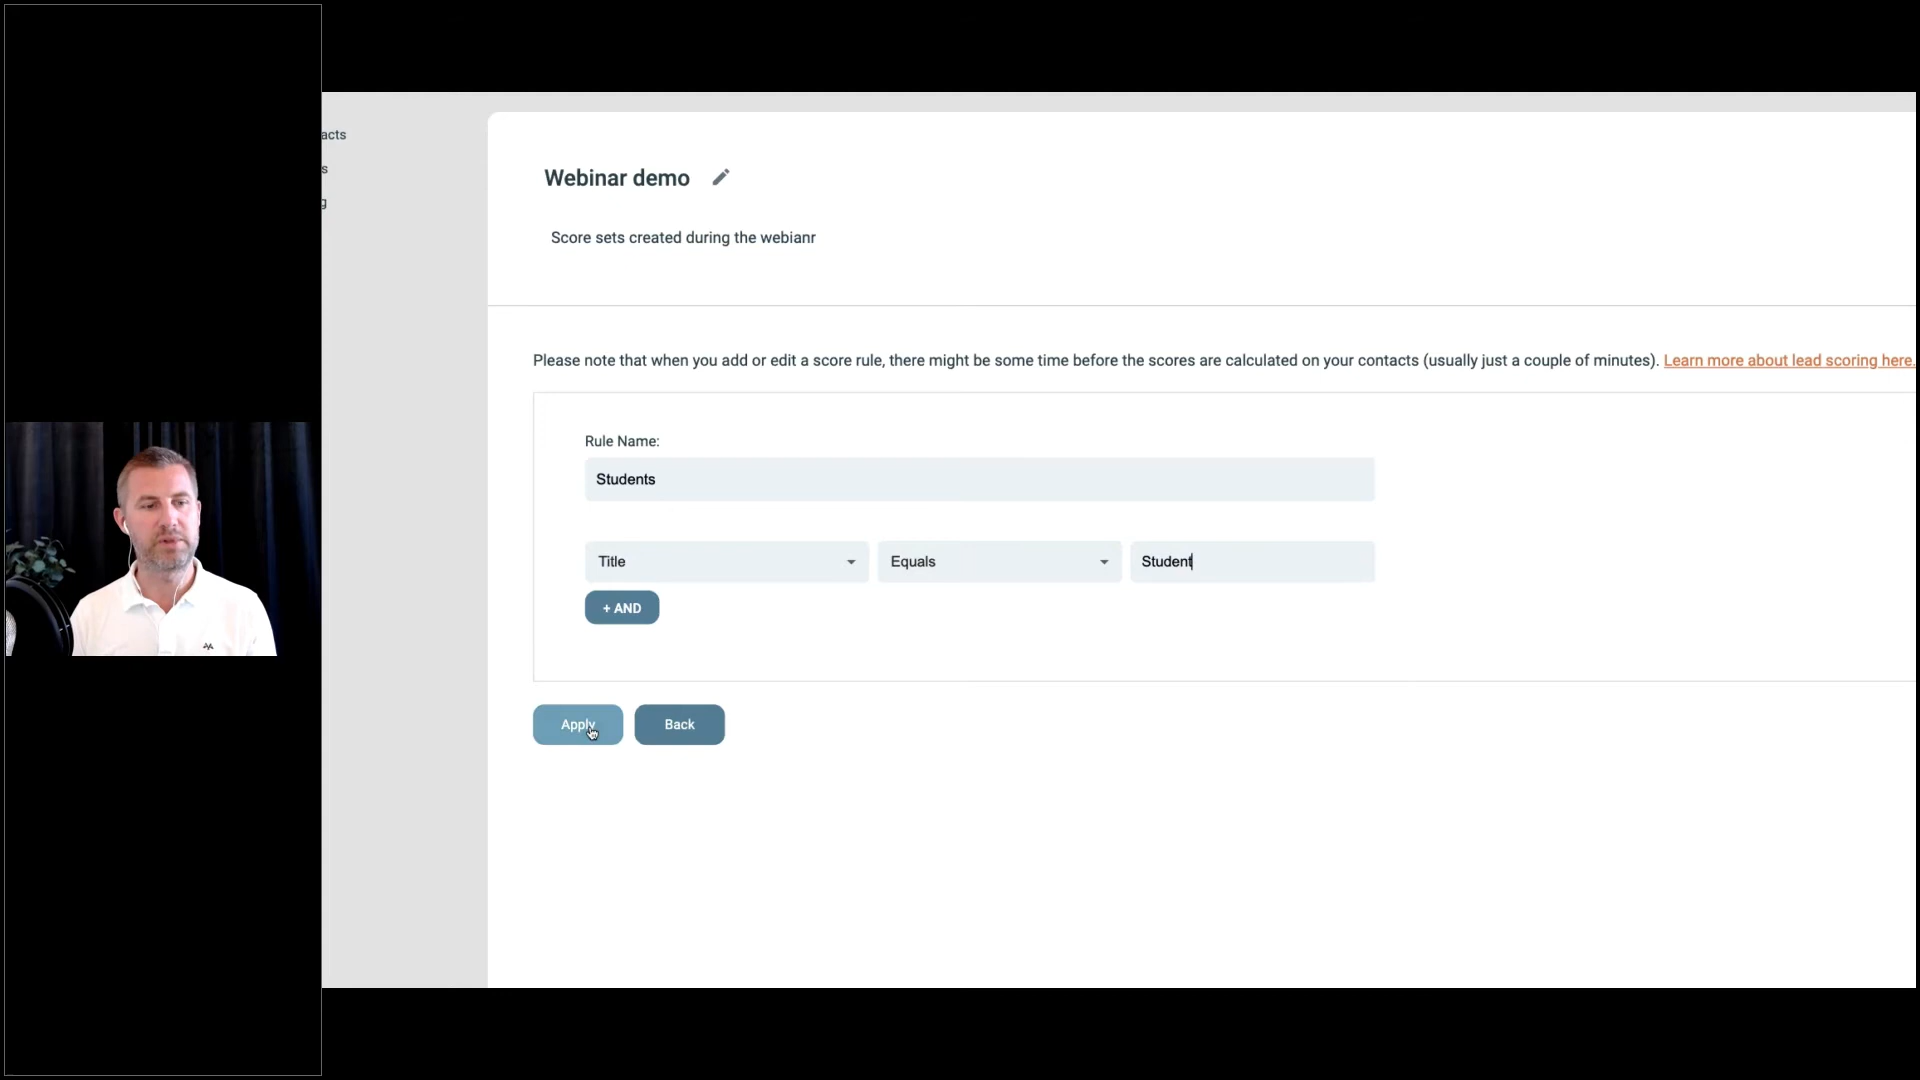 acts
s
g
Webinar demo
Score sets created during the webianr
Please note that when you add or edit a score rule, there might be some time before the scores are calculated on your contacts (usually just a couple of minutes). Learn more about lead scoring here.
Rule Name:
Students
Title Equals Student
+ AND
Apply Back